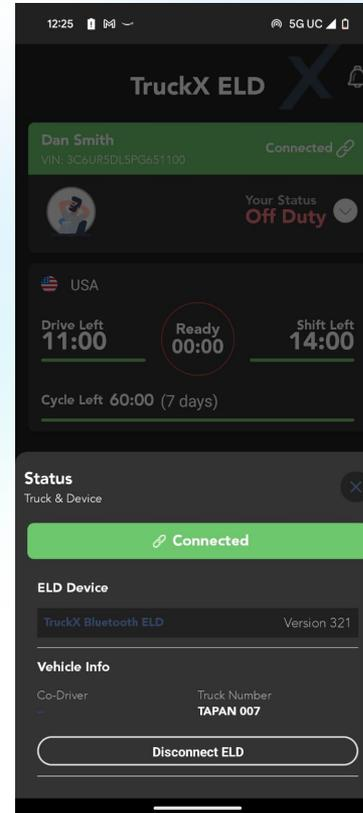 12:25 5G UC
TruckX ELD
Dan Smith Connected
VIN: 3C6UR5DL5PG651100
Your Status
Off Duty
USA
Drive Left Ready Shift Left
11:00 00:00 14:00
Cycle Left 60:00 (7 days)
Status
Truck & Device
Connected
ELD Device
TruckX Bluetooth ELD Version 321
Vehicle Info
Co-Driver Truck Number
-- TAPAN 007
Disconnect ELD